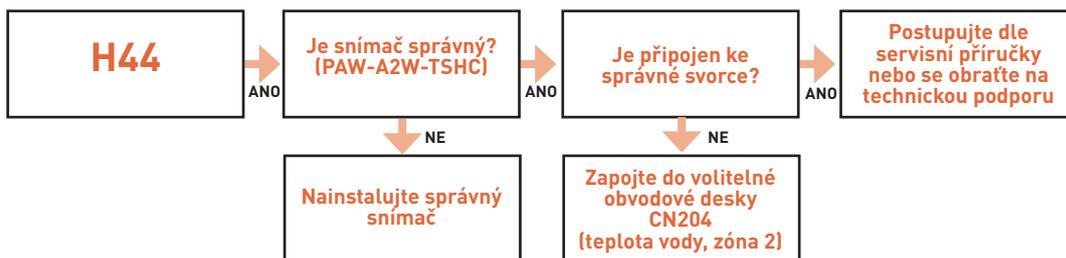 H44
ANO
Je snímač správný?
(PAW-A2W-TSHC)
ANO
Je připojen ke
správné svorce?
ANO
Postupujte dle
servisní příručky
nebo se obraťte na
technickou podporu
NE
NE
Nainstalujte správný
snímač
Zapojte do volitelné
obvodové desky
CN204
(teplota vody, zóna 2)